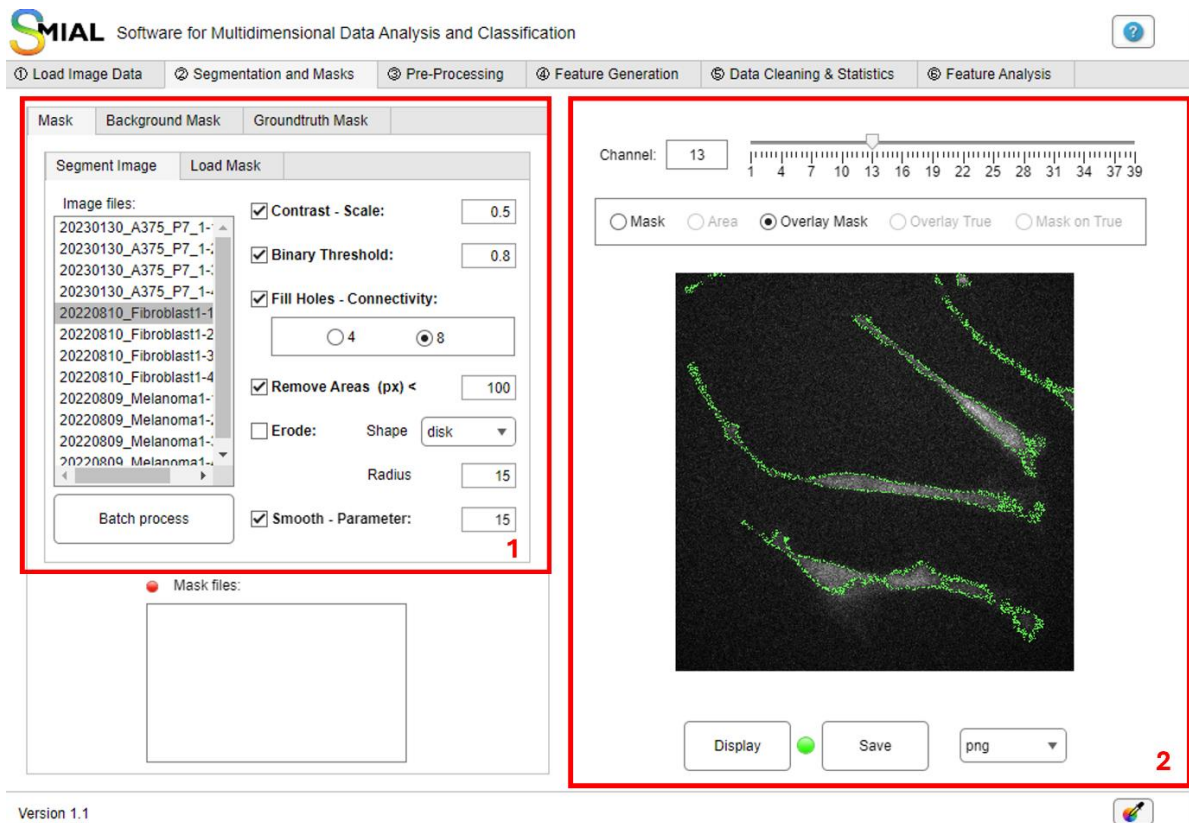 SMIAL Software for Multidimensional Data Analysis and Classification
?
① Load Image Data ② Segmentation and Masks ③ Pre-Processing ④ Feature Generation ⑤ Data Cleaning & Statistics ⑥ Feature Analysis
Mask Background Mask Groundtruth Mask
Segment Image Load Mask
Image files:
20230130_A375_P7_1-
20230130_A375_P7_1-
20230130_A375_P7_1-
20230130_A375_P7_1-
20220810_Fibroblast1-1
20220810_Fibroblast1-2
20220810_Fibroblast1-3
20220810_Fibroblast1-4
20220809_Melanoma1-
20220809_Melanoma1-
20220809_Melanoma1-
20220809_Melanoma1-
Batch process
Contrast - Scale: 0.5
Binary Threshold: 0.8
Fill Holes - Connectivity:
4 8
Remove Areas (px) < 100
Erode: Shape disk
Radius 15
Smooth - Parameter: 15
1
Mask files:
Channel: 13
1 4 7 10 13 16 19 22 25 28 31 34 37 39
Mask Area Overlay Mask Overlay True Mask on True
Display Save png
2
Version 1.1